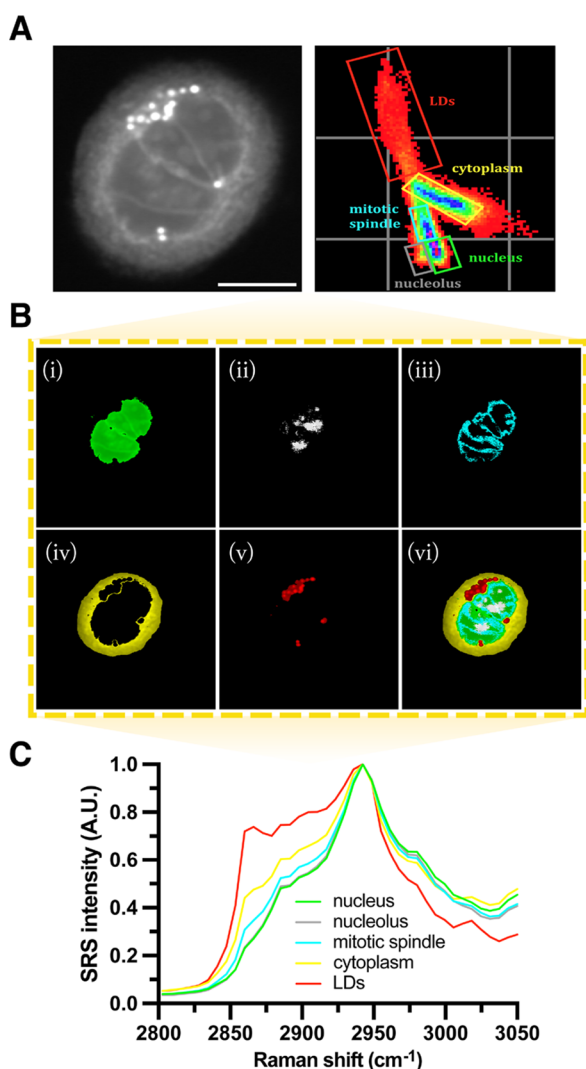 A
LDs
cytoplasm
mitotic
spindle
nucleus
nucleolus
B
(i)
(ii)
(iii)
(iv)
(v)
(vi)
C
SRS intensity (A.U.)
1.0
0.8
0.6
0.4
0.2
0.0
nucleus
nucleolus
mitotic spindle
cytoplasm
LDs
2800 2850 2900 2950 3000 3050
Raman shift (cm⁻¹)